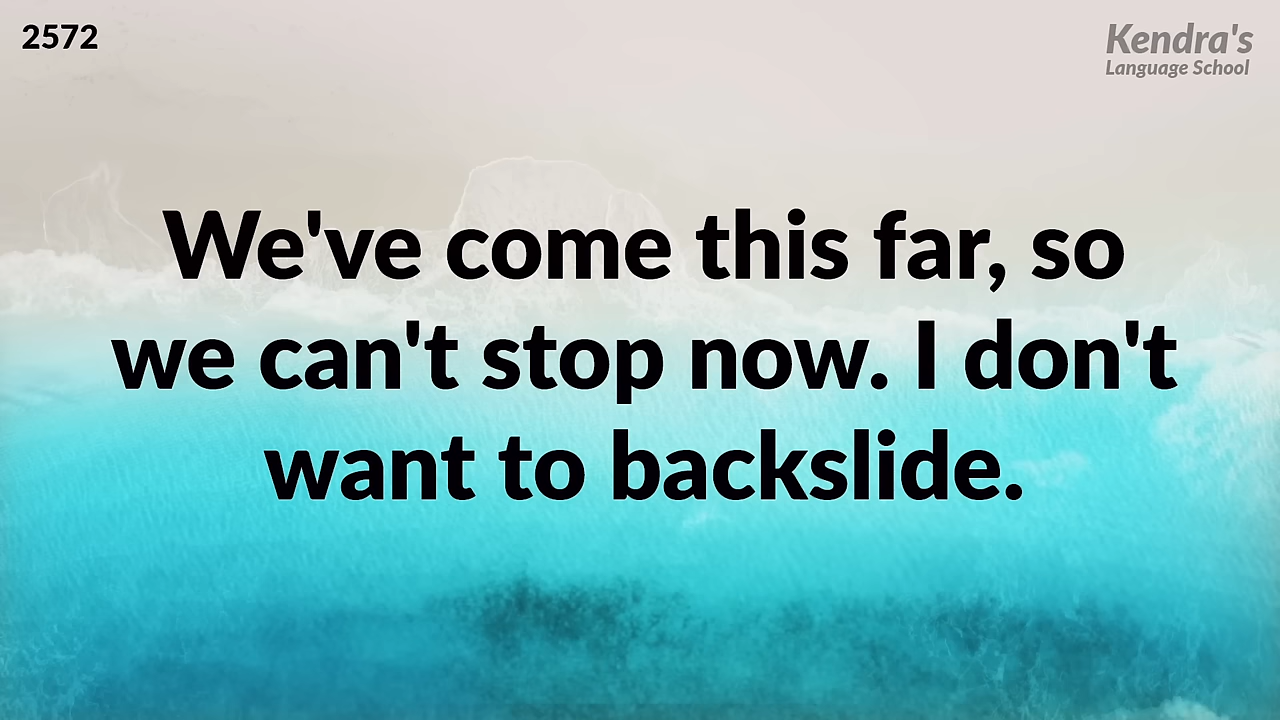 2572
Kendra's
Language School
We've come this far, so
we can't stop now. I don't
want to backslide.